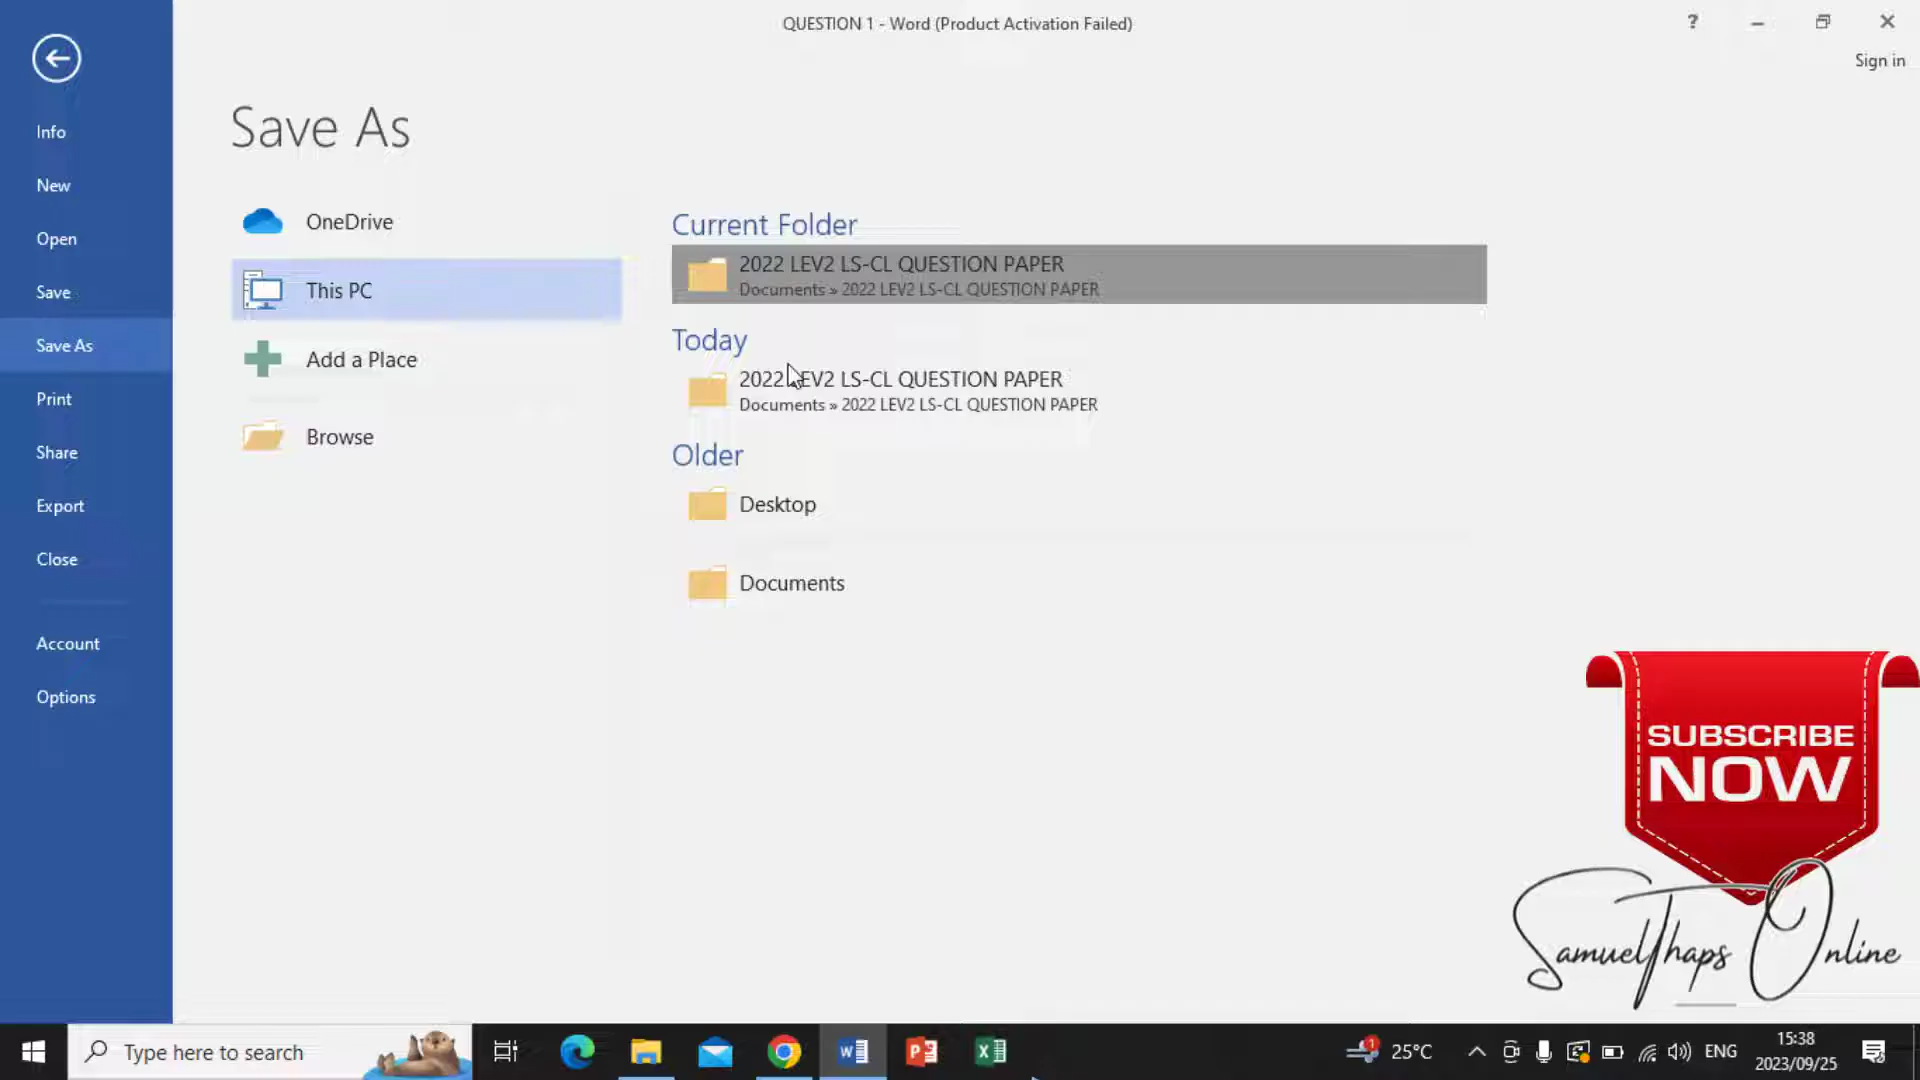 QUESTION 1 - Word (Product Activation Failed)
?
Sign in
Info
New
Open
Save
Save As
Print
Share
Export
Close
Account
Options
Save As
OneDrive
This PC
Add a Place
Browse
Current Folder
2022 LEV2 LS-CL QUESTION PAPER
Documents » 2022 LEV2 LS-CL QUESTION PAPER
Today
2022 LEV2 LS-CL QUESTION PAPER
Documents » 2022 LEV2 LS-CL QUESTION PAPER
Older
Desktop
Documents
SUBSCRIBE
NOW
SamuelThaps Online
Type here to search
1
25°C
ENG
15:38
2023/09/25